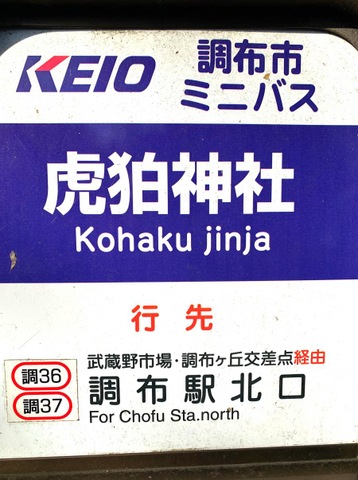 KEIO
調布市
ミニバス
虎狛神社
Kohaku jinja
行先
調36
調37
武蔵野市場・調布ヶ丘交差点経由
調布駅北口
For Chofu Sta.north